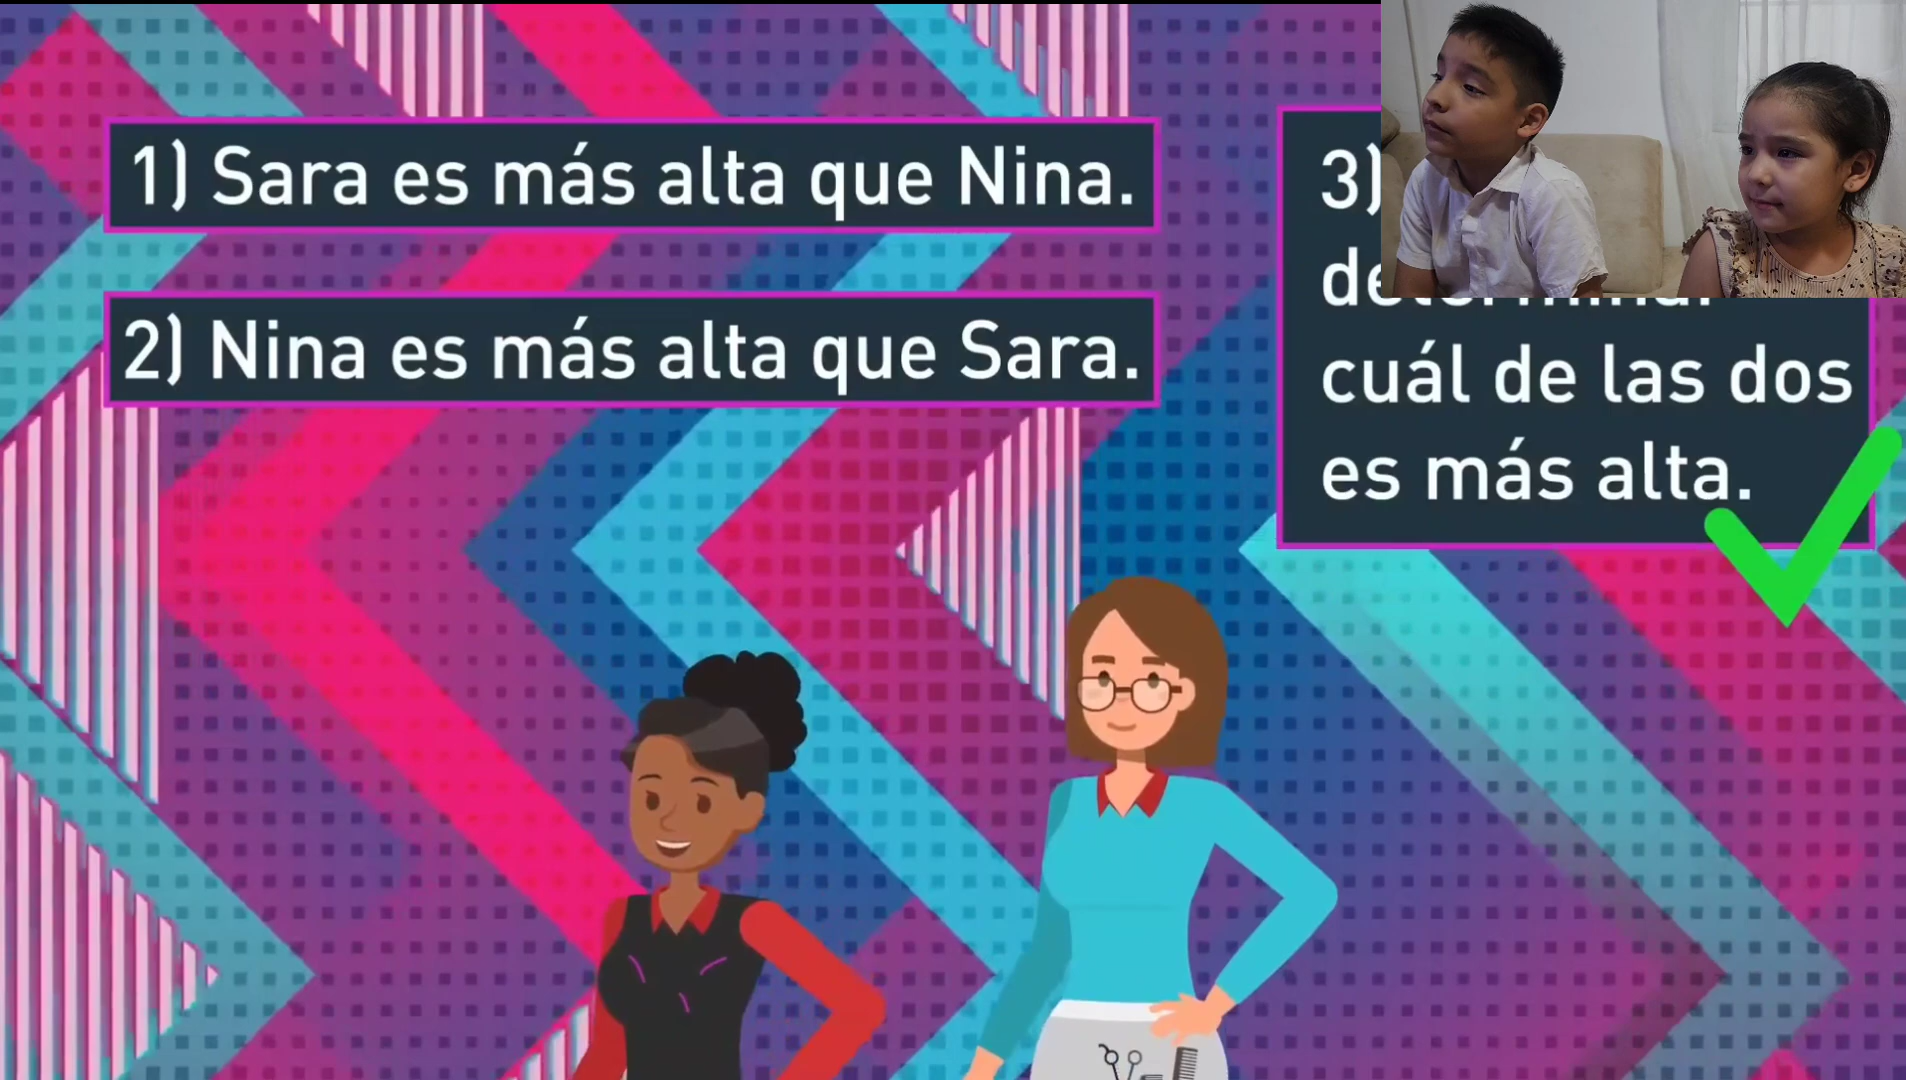 1) Sara es más alta que Nina.
2) Nina es más alta que Sara.
3)
cuál de las dos
es más alta.